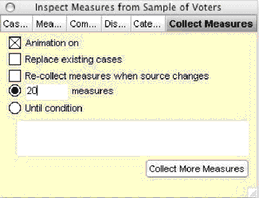 Inspect Measures from Sample of Voters
Cas... Mea... Com... Dis... Cate... Collect Measures
Animation on
Replace existing cases
Re-collect measures when source changes
20 measures
Until condition
Collect More Measures